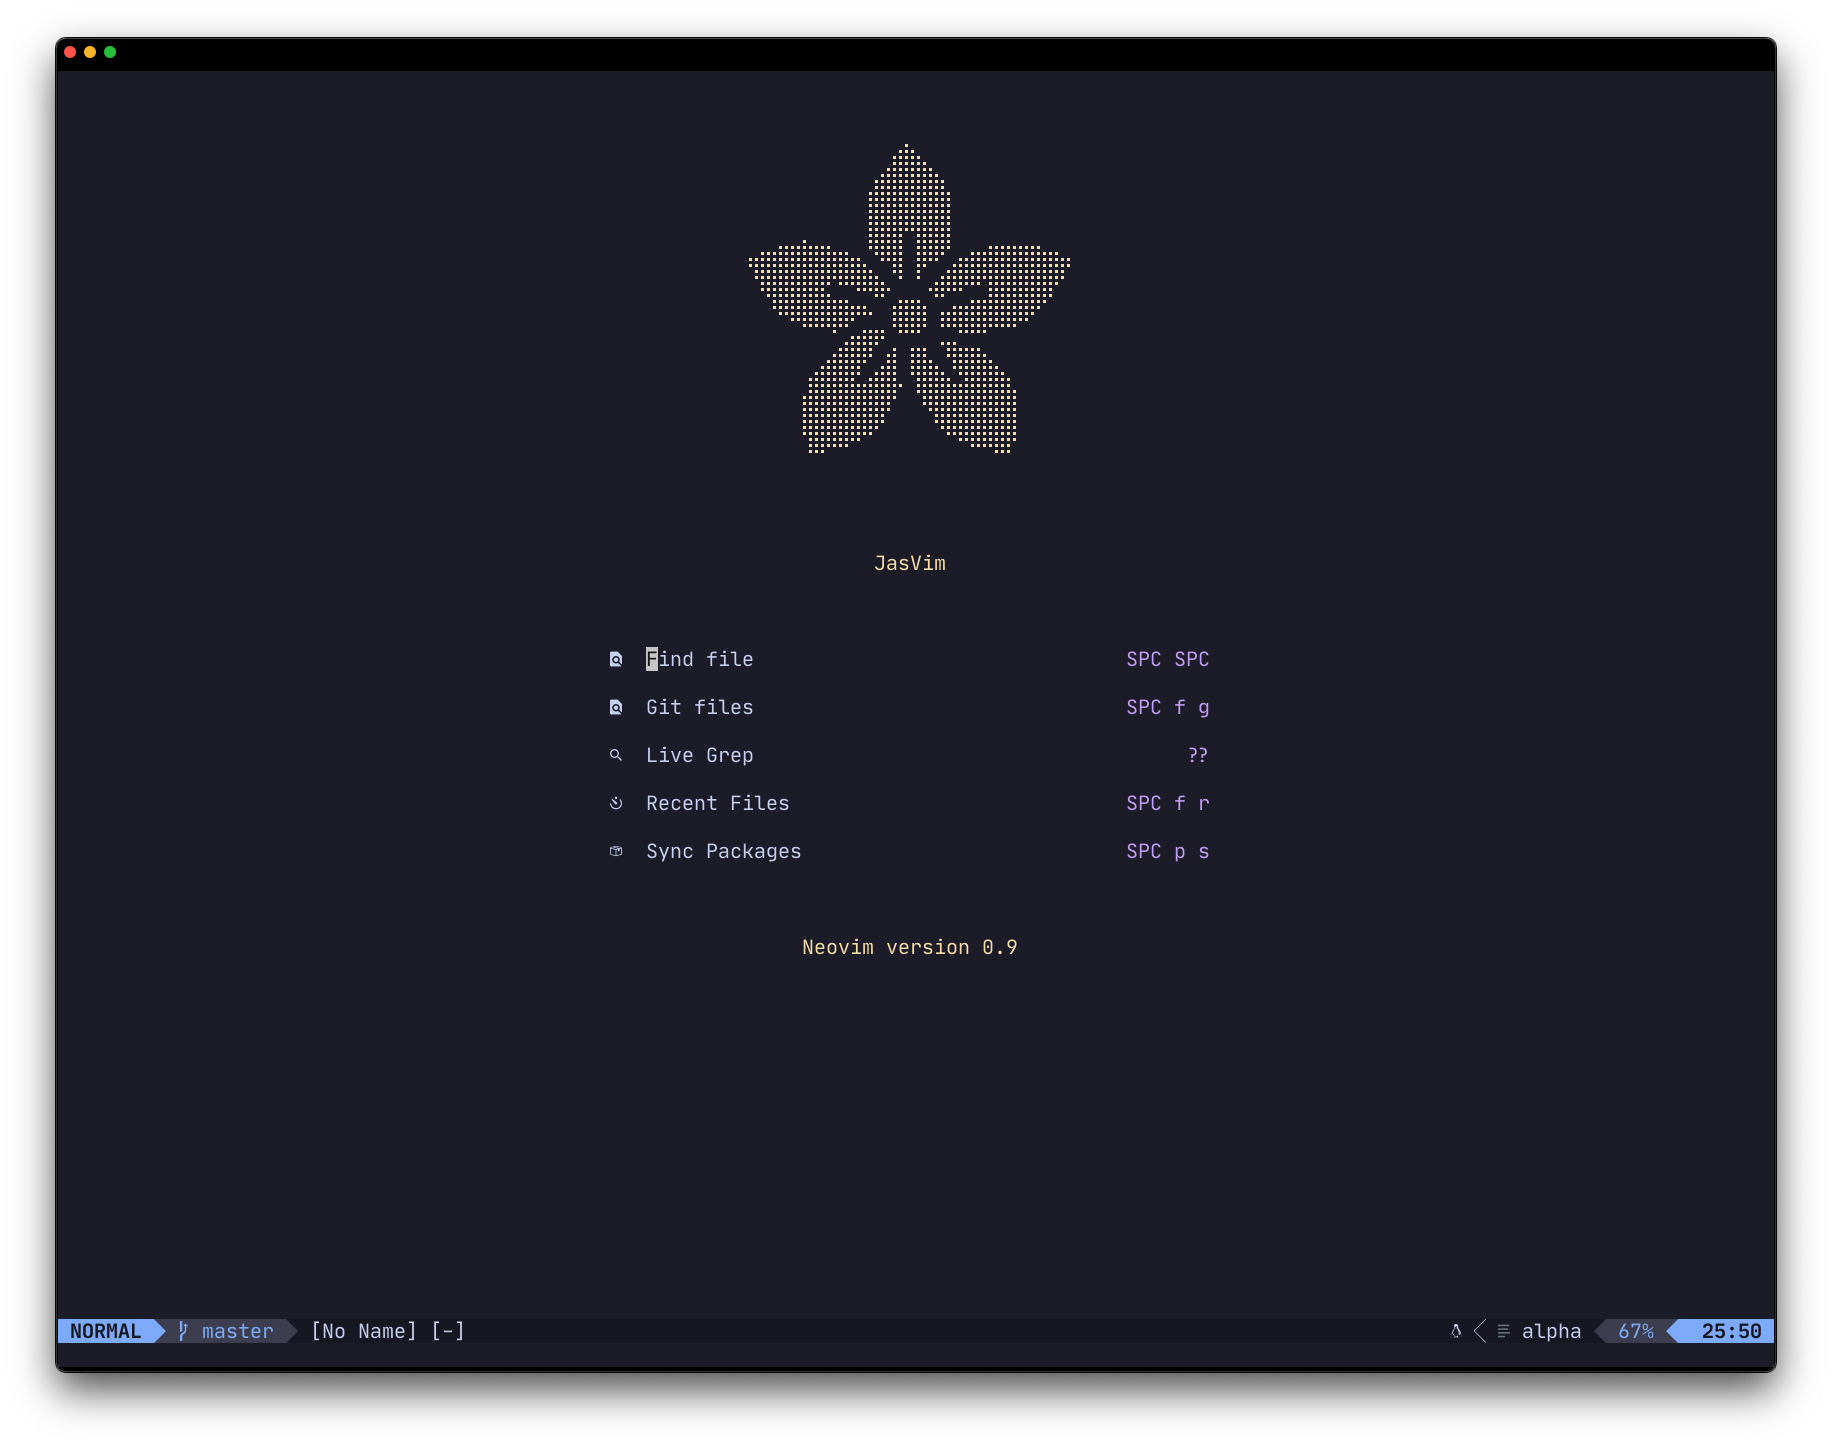 JasVim
Find file SPC SPC
Git files SPC f g
Live Grep ??
Recent Files SPC f r
Sync Packages SPC p s
Neovim version 0.9
NORMAL master [No Name] [-] alpha 67% 25:50